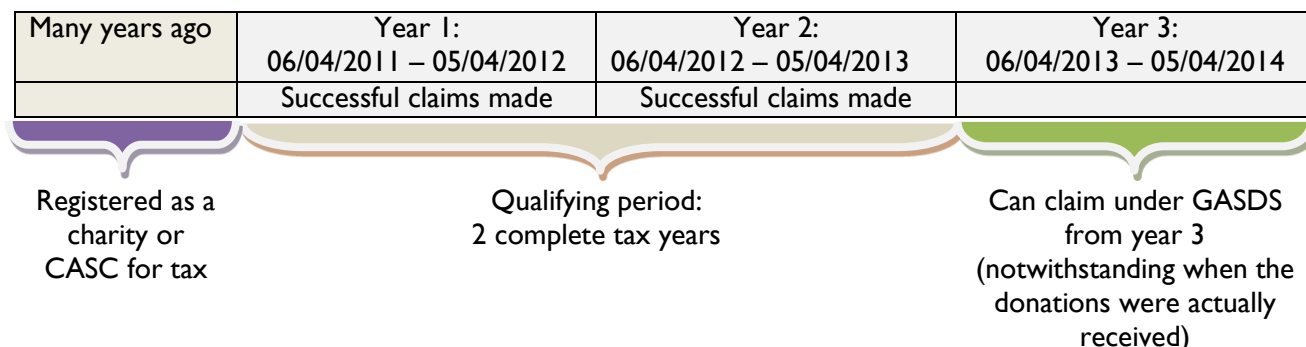 Many years ago
Year 1:
06/04/2011 – 05/04/2012
Year 2:
06/04/2012 – 05/04/2013
Year 3:
06/04/2013 – 05/04/2014
Successful claims made
Successful claims made
Registered as a
charity or
CASC for tax
Qualifying period:
2 complete tax years
Can claim under GASDS
from year 3
(notwithstanding when the
donations were actually
received)